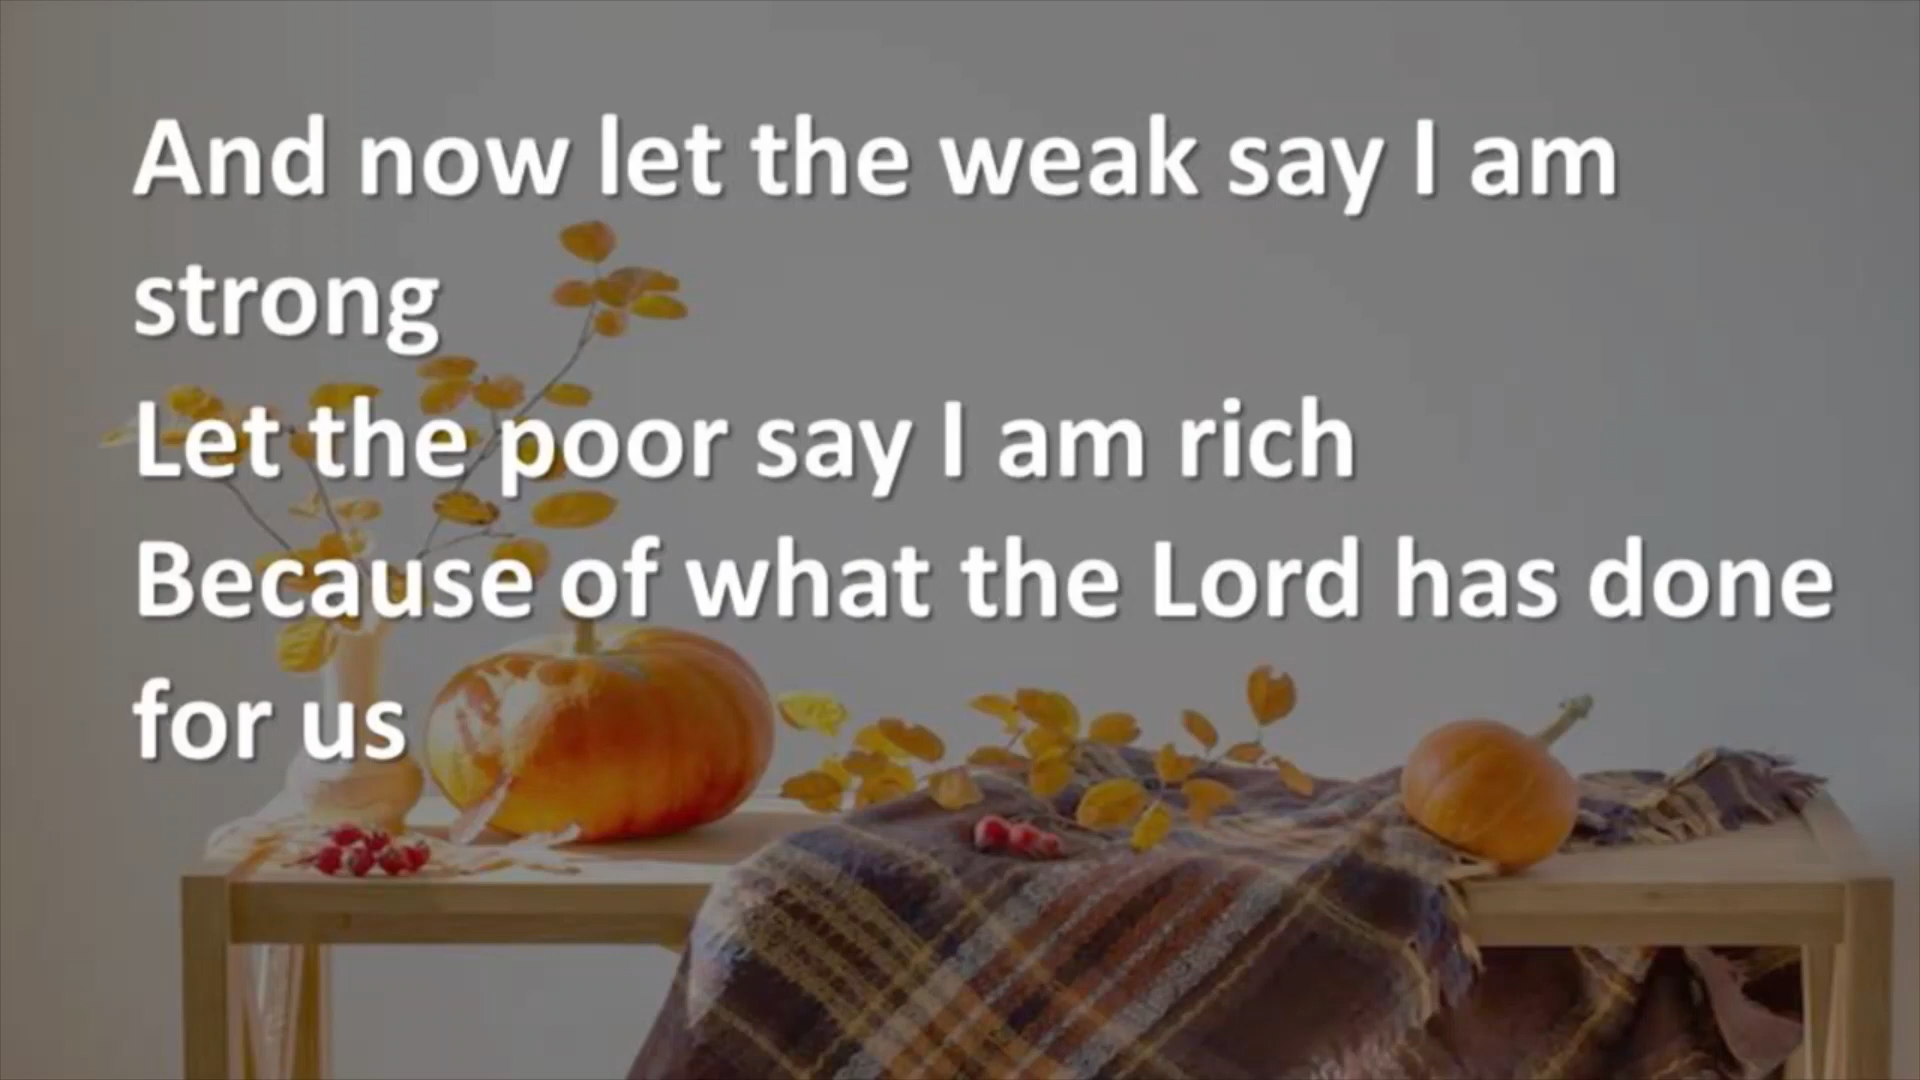 And now let the weak say I am
strong
Let the poor say I am rich
Because of what the Lord has done
for us